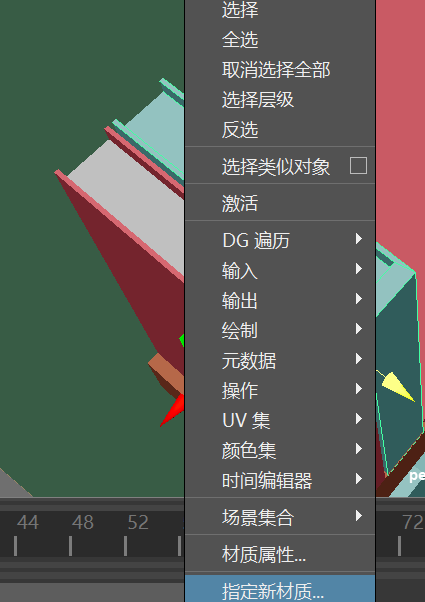 选择
全选
取消选择全部
选择层级
反选
选择类似对象
激活
DG 遍历
输入
输出
绘制
元数据
操作
UV 集
颜色集
时间编辑器
场景集合
材质属性...
指定新材质...
pe
44 48 52 72